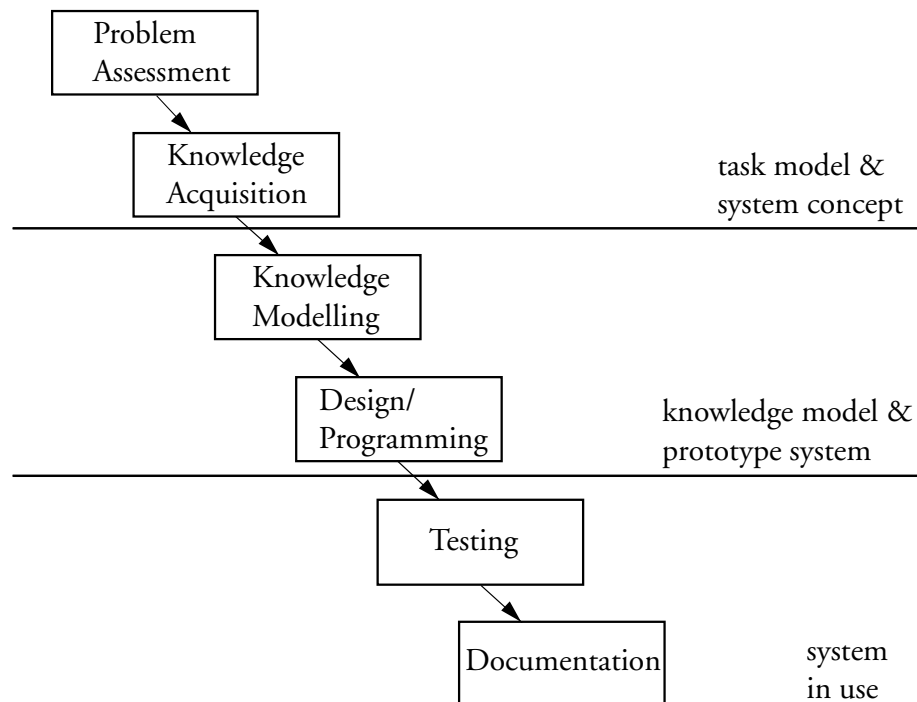 Problem
Assessment
Knowledge
Acquisition
task model &
system concept
Knowledge
Modelling
Design/
Programming
knowledge model &
prototype system
Testing
Documentation
system
in use